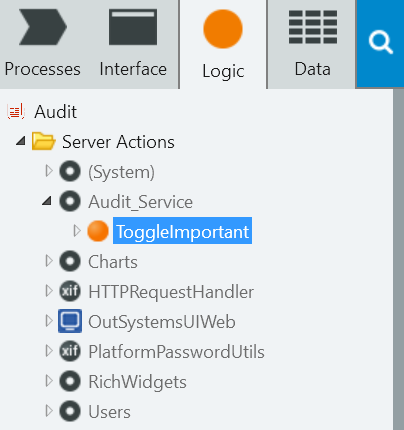 Processes Interface Logic Data
Audit
Server Actions
(System)
Audit_Service
ToggleImportant
Charts
xif HTTPRequestHandler
OutSystemsUIWeb
xif PlatformPasswordUtils
RichWidgets
Users